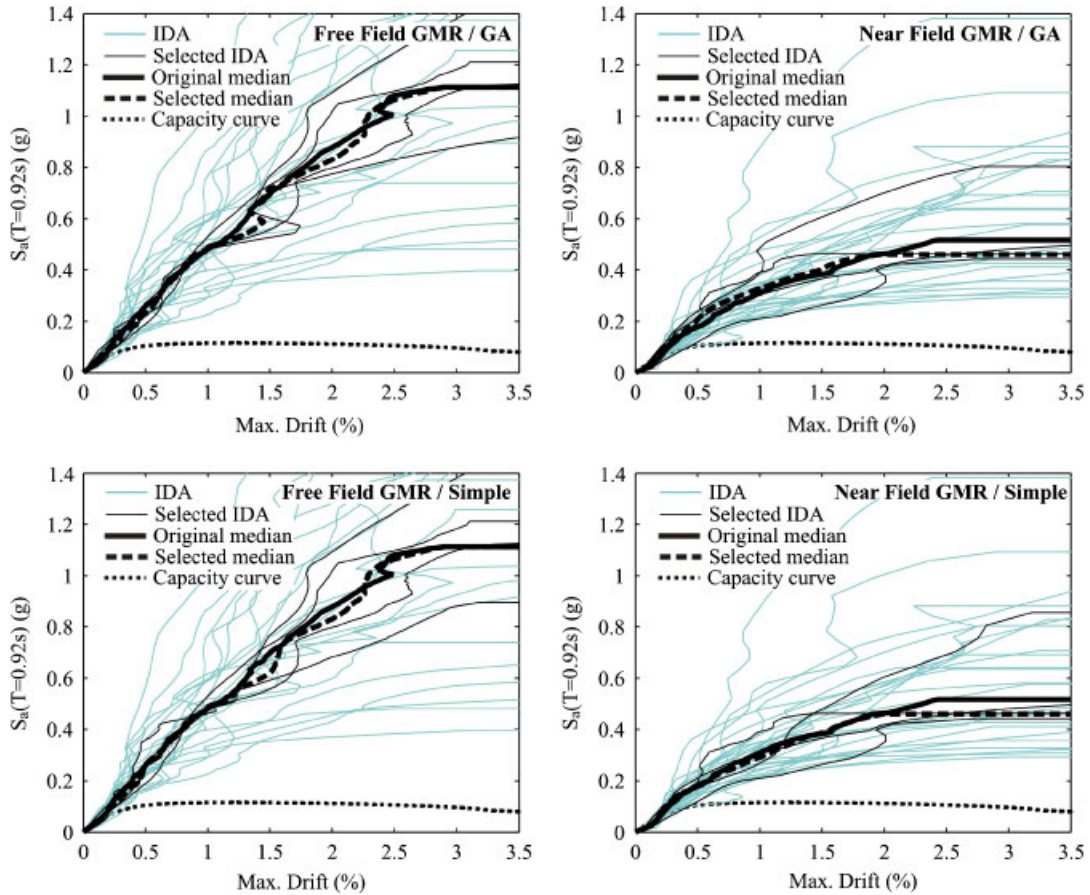 1.4
1.2
1
0.8
0.6
0.4
0.2
0
Sa(T=0.92s) (g)
IDA
Selected IDA
Original median
Selected median
Capacity curve
Free Field GMR / GA
0 0.5 1 1.5 2 2.5 3 3.5
Max. Drift (%)
1.4
1.2
1
0.8
0.6
0.4
0.2
0
Sa(T=0.92s) (g)
IDA
Selected IDA
Original median
Selected median
Capacity curve
Near Field GMR / GA
0 0.5 1 1.5 2 2.5 3 3.5
Max. Drift (%)
1.4
1.2
1
0.8
0.6
0.4
0.2
0
Sa(T=0.92s) (g)
IDA
Selected IDA
Original median
Selected median
Capacity curve
Free Field GMR / Simple
0 0.5 1 1.5 2 2.5 3 3.5
Max. Drift (%)
1.4
1.2
1
0.8
0.6
0.4
0.2
0
Sa(T=0.92s) (g)
IDA
Selected IDA
Original median
Selected median
Capacity curve
Near Field GMR / Simple
0 0.5 1 1.5 2 2.5 3 3.5
Max. Drift (%)